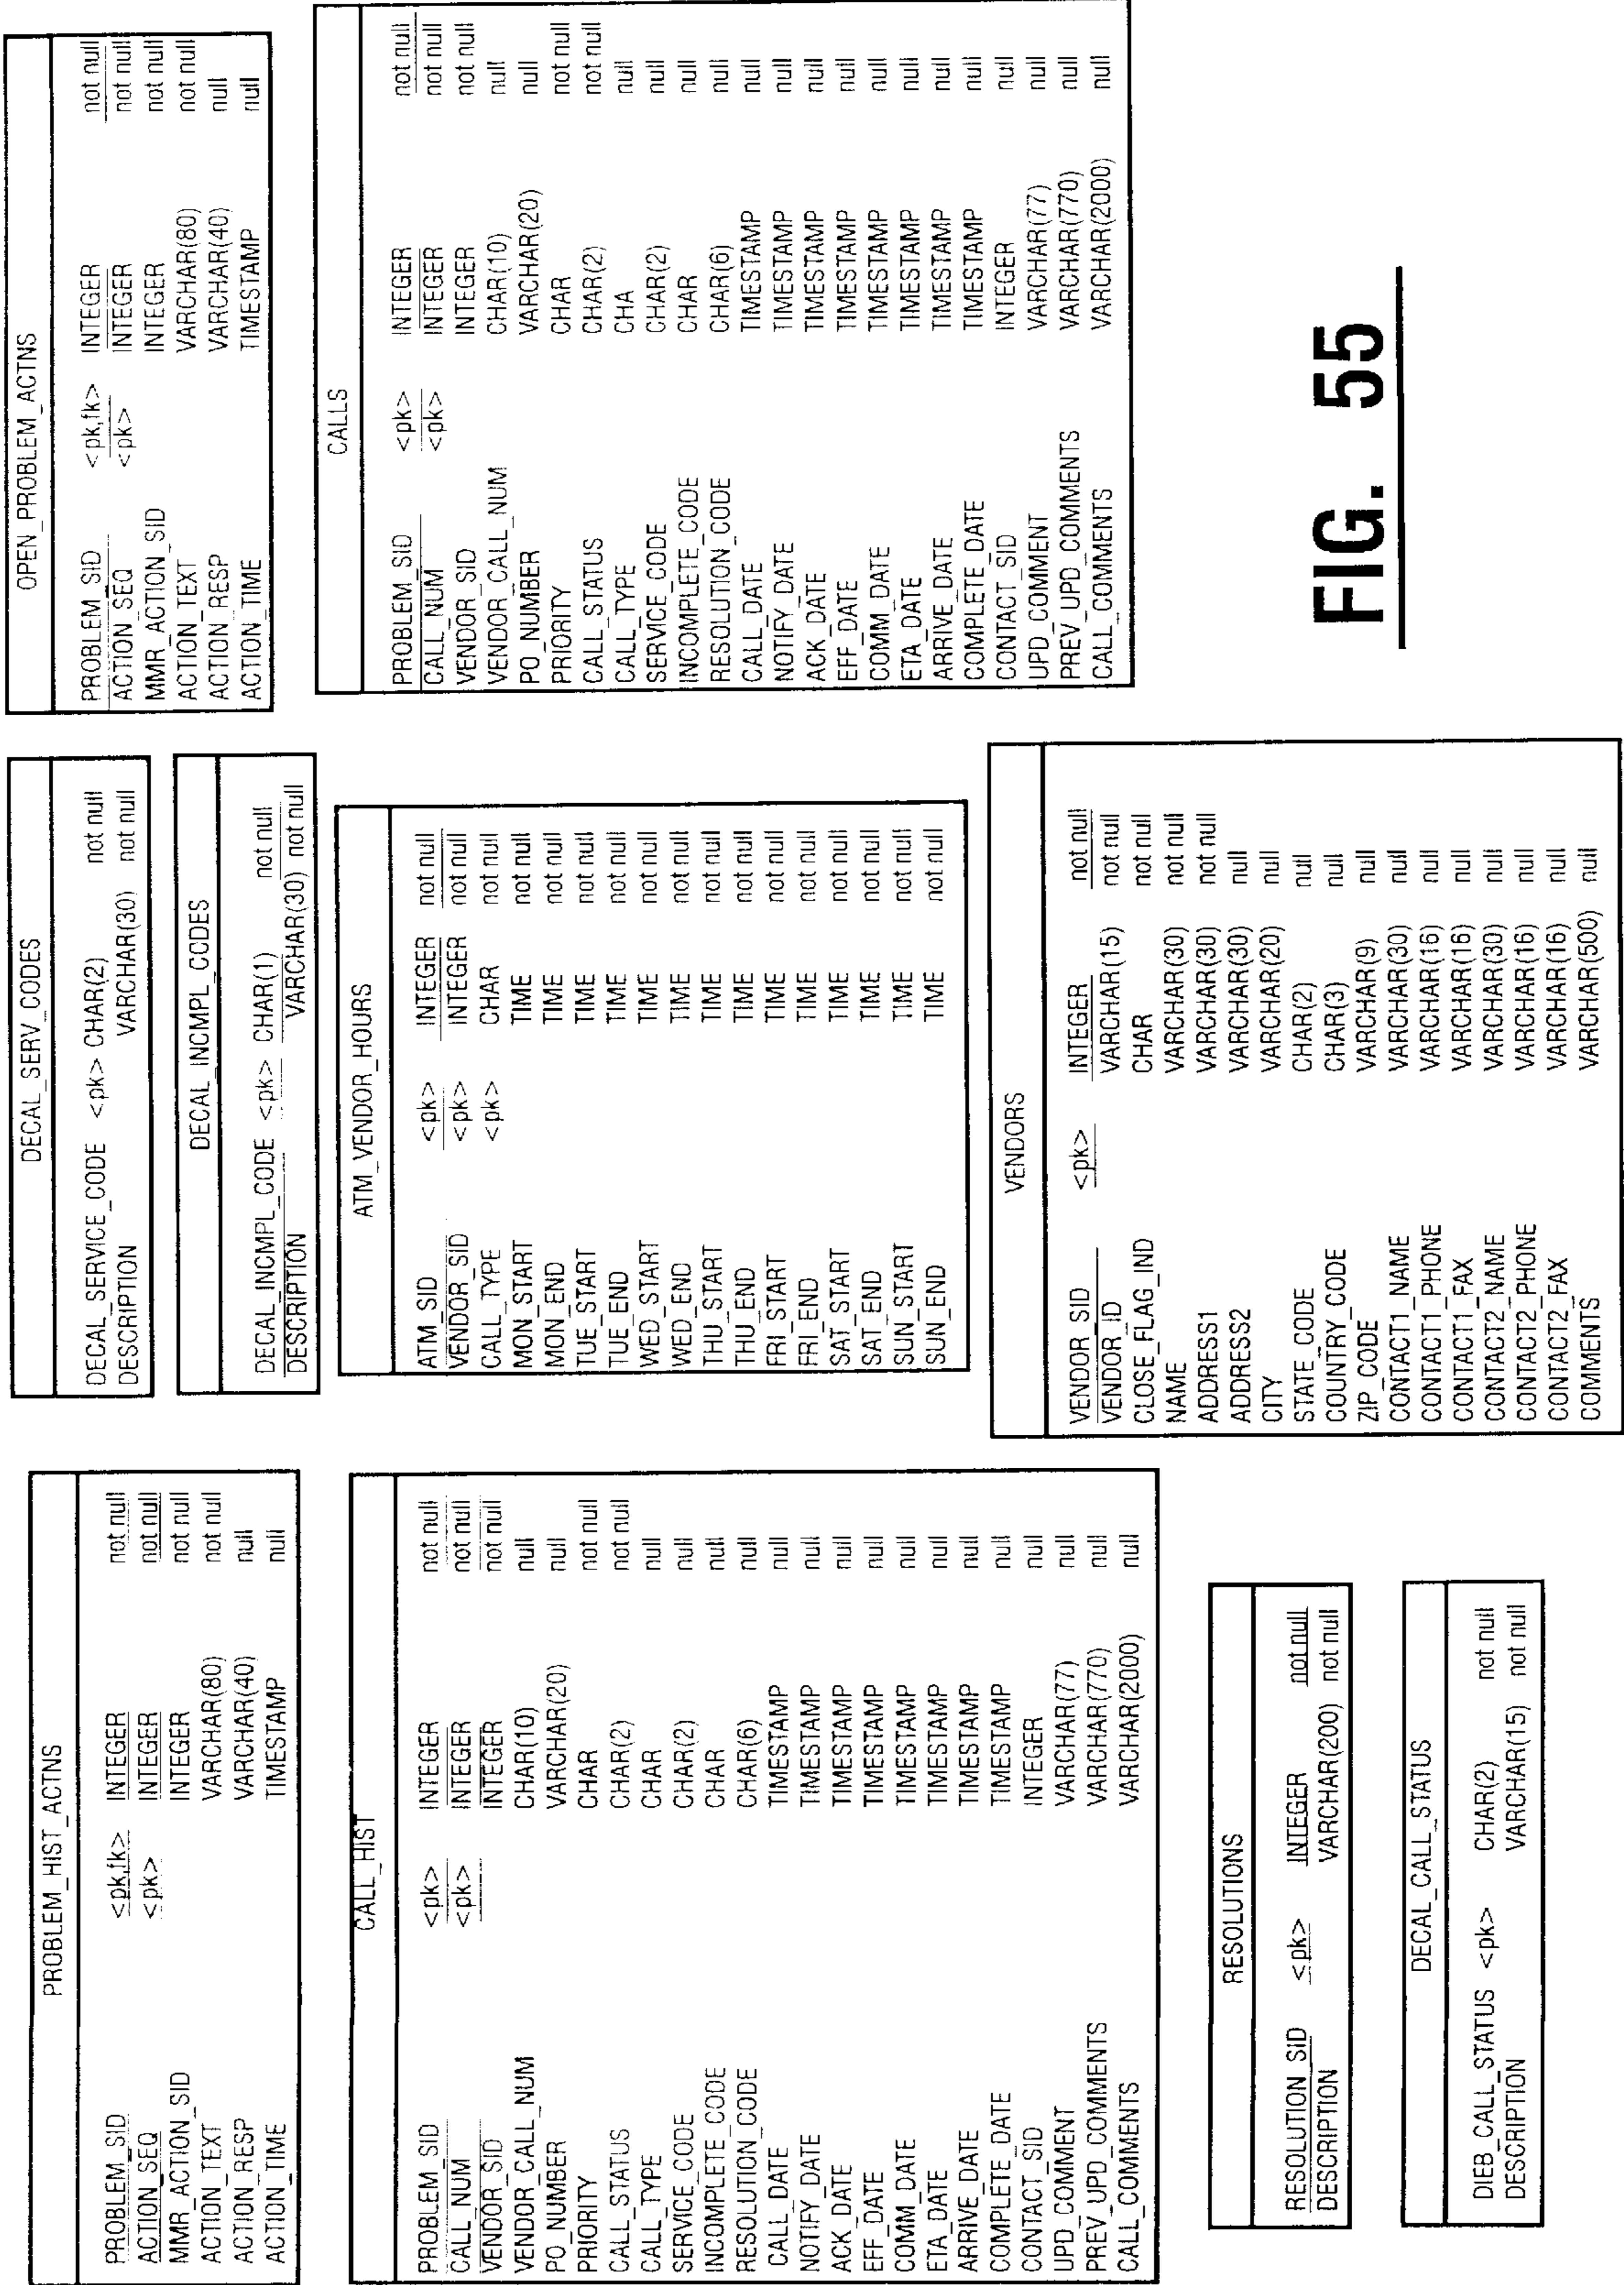 PROBLEM_HIST_ACTNS
PROBLEM_SID <pk,fk> INTEGER not null
ACTION_SEQ <pk> INTEGER not null
MMR_ACTION_SID INTEGER not null
ACTION_TEXT VARCHAR(80) not null
ACTION_RESP VARCHAR(40) null
ACTION_TIME TIMESTAMP null
CALL_HIST
PROBLEM_SID <pk> INTEGER not null
CALL_NUM <pk> INTEGER not null
VENDOR_SID INTEGER not null
VENDOR_CALL_NUM CHAR(10) null
PO_NUMBER VARCHAR(20) null
PRIORITY CHAR not null
CALL_STATUS CHAR(2) not null
CALL_TYPE CHAR null
SERVICE_CODE CHAR(2) null
INCOMPLETE_CODE CHAR null
RESOLUTION_CODE CHAR(6) null
CALL_DATE TIMESTAMP null
NOTIFY_DATE TIMESTAMP null
ACK_DATE TIMESTAMP null
EFF_DATE TIMESTAMP null
COMM_DATE TIMESTAMP null
ETA_DATE TIMESTAMP null
ARRIVE_DATE TIMESTAMP null
COMPLETE_DATE TIMESTAMP null
CONTACT_SID INTEGER null
UPD_COMMENT VARCHAR(77) null
PREV_UPD_COMMENTS VARCHAR(770) null
CALL_COMMENTS VARCHAR(2000) null
RESOLUTIONS
RESOLUTION_SID <pk> INTEGER not null
DESCRIPTION VARCHAR(200) not null
DECAL_CALL_STATUS
DIEB_CALL_STATUS <pk> CHAR(2) not null
DESCRIPTION VARCHAR(15) not null
DECAL_SERV_CODES
DECAL_SERVICE_CODE <pk> CHAR(2) not null
DESCRIPTION VARCHAR(30) not null
DECAL_INCMPL_CODES
DECAL_INCMPL_CODE <pk> CHAR(1) not null
DESCRIPTION VARCHAR(30) not null
ATM_VENDOR_HOURS
ATM_SID <pk> INTEGER not null
VENDOR_SID <pk> INTEGER not null
CALL_TYPE <pk> CHAR not null
MON_START TIME not null
MON_END TIME not null
TUE_START TIME not null
TUE_END TIME not null
WED_START TIME not null
WED_END TIME not null
THU_START TIME not null
THU_END TIME not null
FRI_START TIME not null
FRI_END TIME not null
SAT_START TIME not null
SAT_END TIME not null
SUN_START TIME not null
SUN_END TIME not null
VENDORS
VENDOR_SID <pk> INTEGER not null
VENDOR_ID VARCHAR(15) not null
CLOSE_FLAG_IND CHAR not null
NAME VARCHAR(30) not null
ADDRESS1 VARCHAR(30) not null
ADDRESS2 VARCHAR(30) null
CITY VARCHAR(20) null
STATE_CODE CHAR(2) null
COUNTRY_CODE CHAR(3) null
ZIP_CODE VARCHAR(9) null
CONTACT1_NAME VARCHAR(30) null
CONTACT1_PHONE VARCHAR(16) null
CONTACT1_FAX VARCHAR(16) null
CONTACT2_NAME VARCHAR(30) null
CONTACT2_PHONE VARCHAR(16) null
CONTACT2_FAX VARCHAR(16) null
COMMENTS VARCHAR(500) null
OPEN_PROBLEM_ACTNS
PROBLEM_SID <pk,fk> INTEGER not null
ACTION_SEQ <pk> INTEGER not null
MMR_ACTION_SID INTEGER not null
ACTION_TEXT VARCHAR(80) not null
ACTION_RESP VARCHAR(40) null
ACTION_TIME TIMESTAMP null
CALLS
PROBLEM_SID <pk> INTEGER not null
CALL_NUM <pk> INTEGER not null
VENDOR_SID INTEGER not null
VENDOR_CALL_NUM CHAR(10) null
PO_NUMBER VARCHAR(20) null
PRIORITY CHAR not null
CALL_STATUS CHAR(2) not null
CALL_TYPE CHA null
SERVICE_CODE CHAR(2) null
INCOMPLETE_CODE CHAR null
RESOLUTION_CODE CHAR(6) null
CALL_DATE TIMESTAMP null
NOTIFY_DATE TIMESTAMP null
ACK_DATE TIMESTAMP null
EFF_DATE TIMESTAMP null
COMM_DATE TIMESTAMP null
ETA_DATE TIMESTAMP null
ARRIVE_DATE TIMESTAMP null
COMPLETE_DATE TIMESTAMP null
CONTACT_SID INTEGER null
UPD_COMMENT VARCHAR(77) null
PREV_UPD_COMMENTS VARCHAR(770) null
CALL_COMMENTS VARCHAR(2000) null
FIG. 55